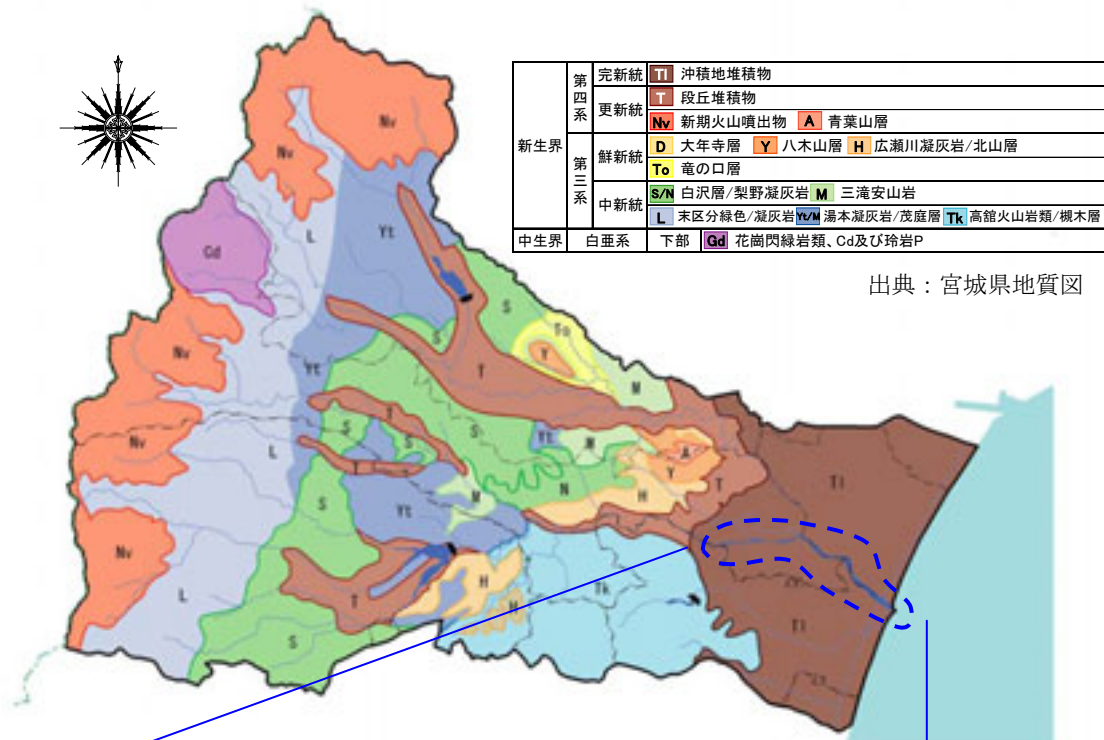 新生界
第四系
完新統
Tl 沖積地堆積物
更新統
T 段丘堆積物
Nv 新期火山噴出物 A 青葉山層
第三系
鮮新統
D 大年寺層 Y 八木山層 H 広瀬川凝灰岩/北山層
To 竜の口層
中新統
S/N 白沢層/梨野凝灰岩 M 三滝安山岩
L 末区分緑色/凝灰岩 Yt/M 湯本凝灰岩/茂庭層 Tk 高舘火山岩類/槻木層
中生界 白亜系 下部 Gd 花崗閃緑岩類、Cd及び玲岩P
出典：宮城県地質図
Nv
Nv
L
Yt
Gd
S
To
S
Y
Nv
Yt
T
M
T
S
S
S
Yt
M
Nv
L
T
A
Y
T
Tl
M
N
H
S
Yt
Nv
L
T
H
H
Tk
Tl
S